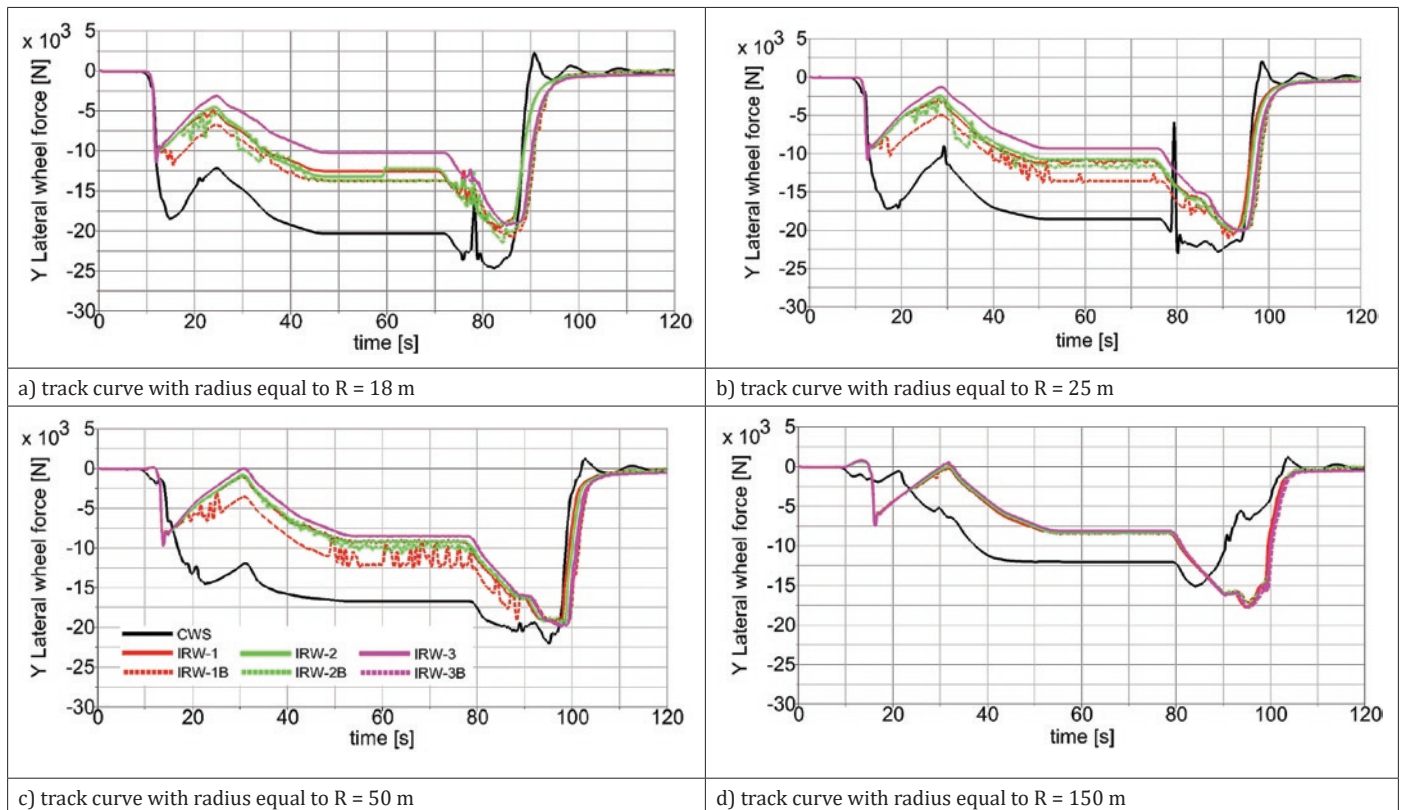 x 10³
Y Lateral wheel force [N]
5
0
-5
-10
-15
-20
-25
-30
0 20 40 60 80 100 120
time [s]
a) track curve with radius equal to R = 18 m
x 10³
Y Lateral wheel force [N]
5
0
-5
-10
-15
-20
-25
-30
0 20 40 60 80 100 120
time [s]
b) track curve with radius equal to R = 25 m
x 10³
Y Lateral wheel force [N]
5
0
-5
-10
-15
-20
-25
-30
CWS
IRW-1 IRW-2 IRW-3
IRW-1B IRW-2B IRW-3B
0 20 40 60 80 100 120
time [s]
c) track curve with radius equal to R = 50 m
x 10³
Y Lateral wheel force [N]
5
0
-5
-10
-15
-20
-25
-30
0 20 40 60 80 100 120
time [s]
d) track curve with radius equal to R = 150 m